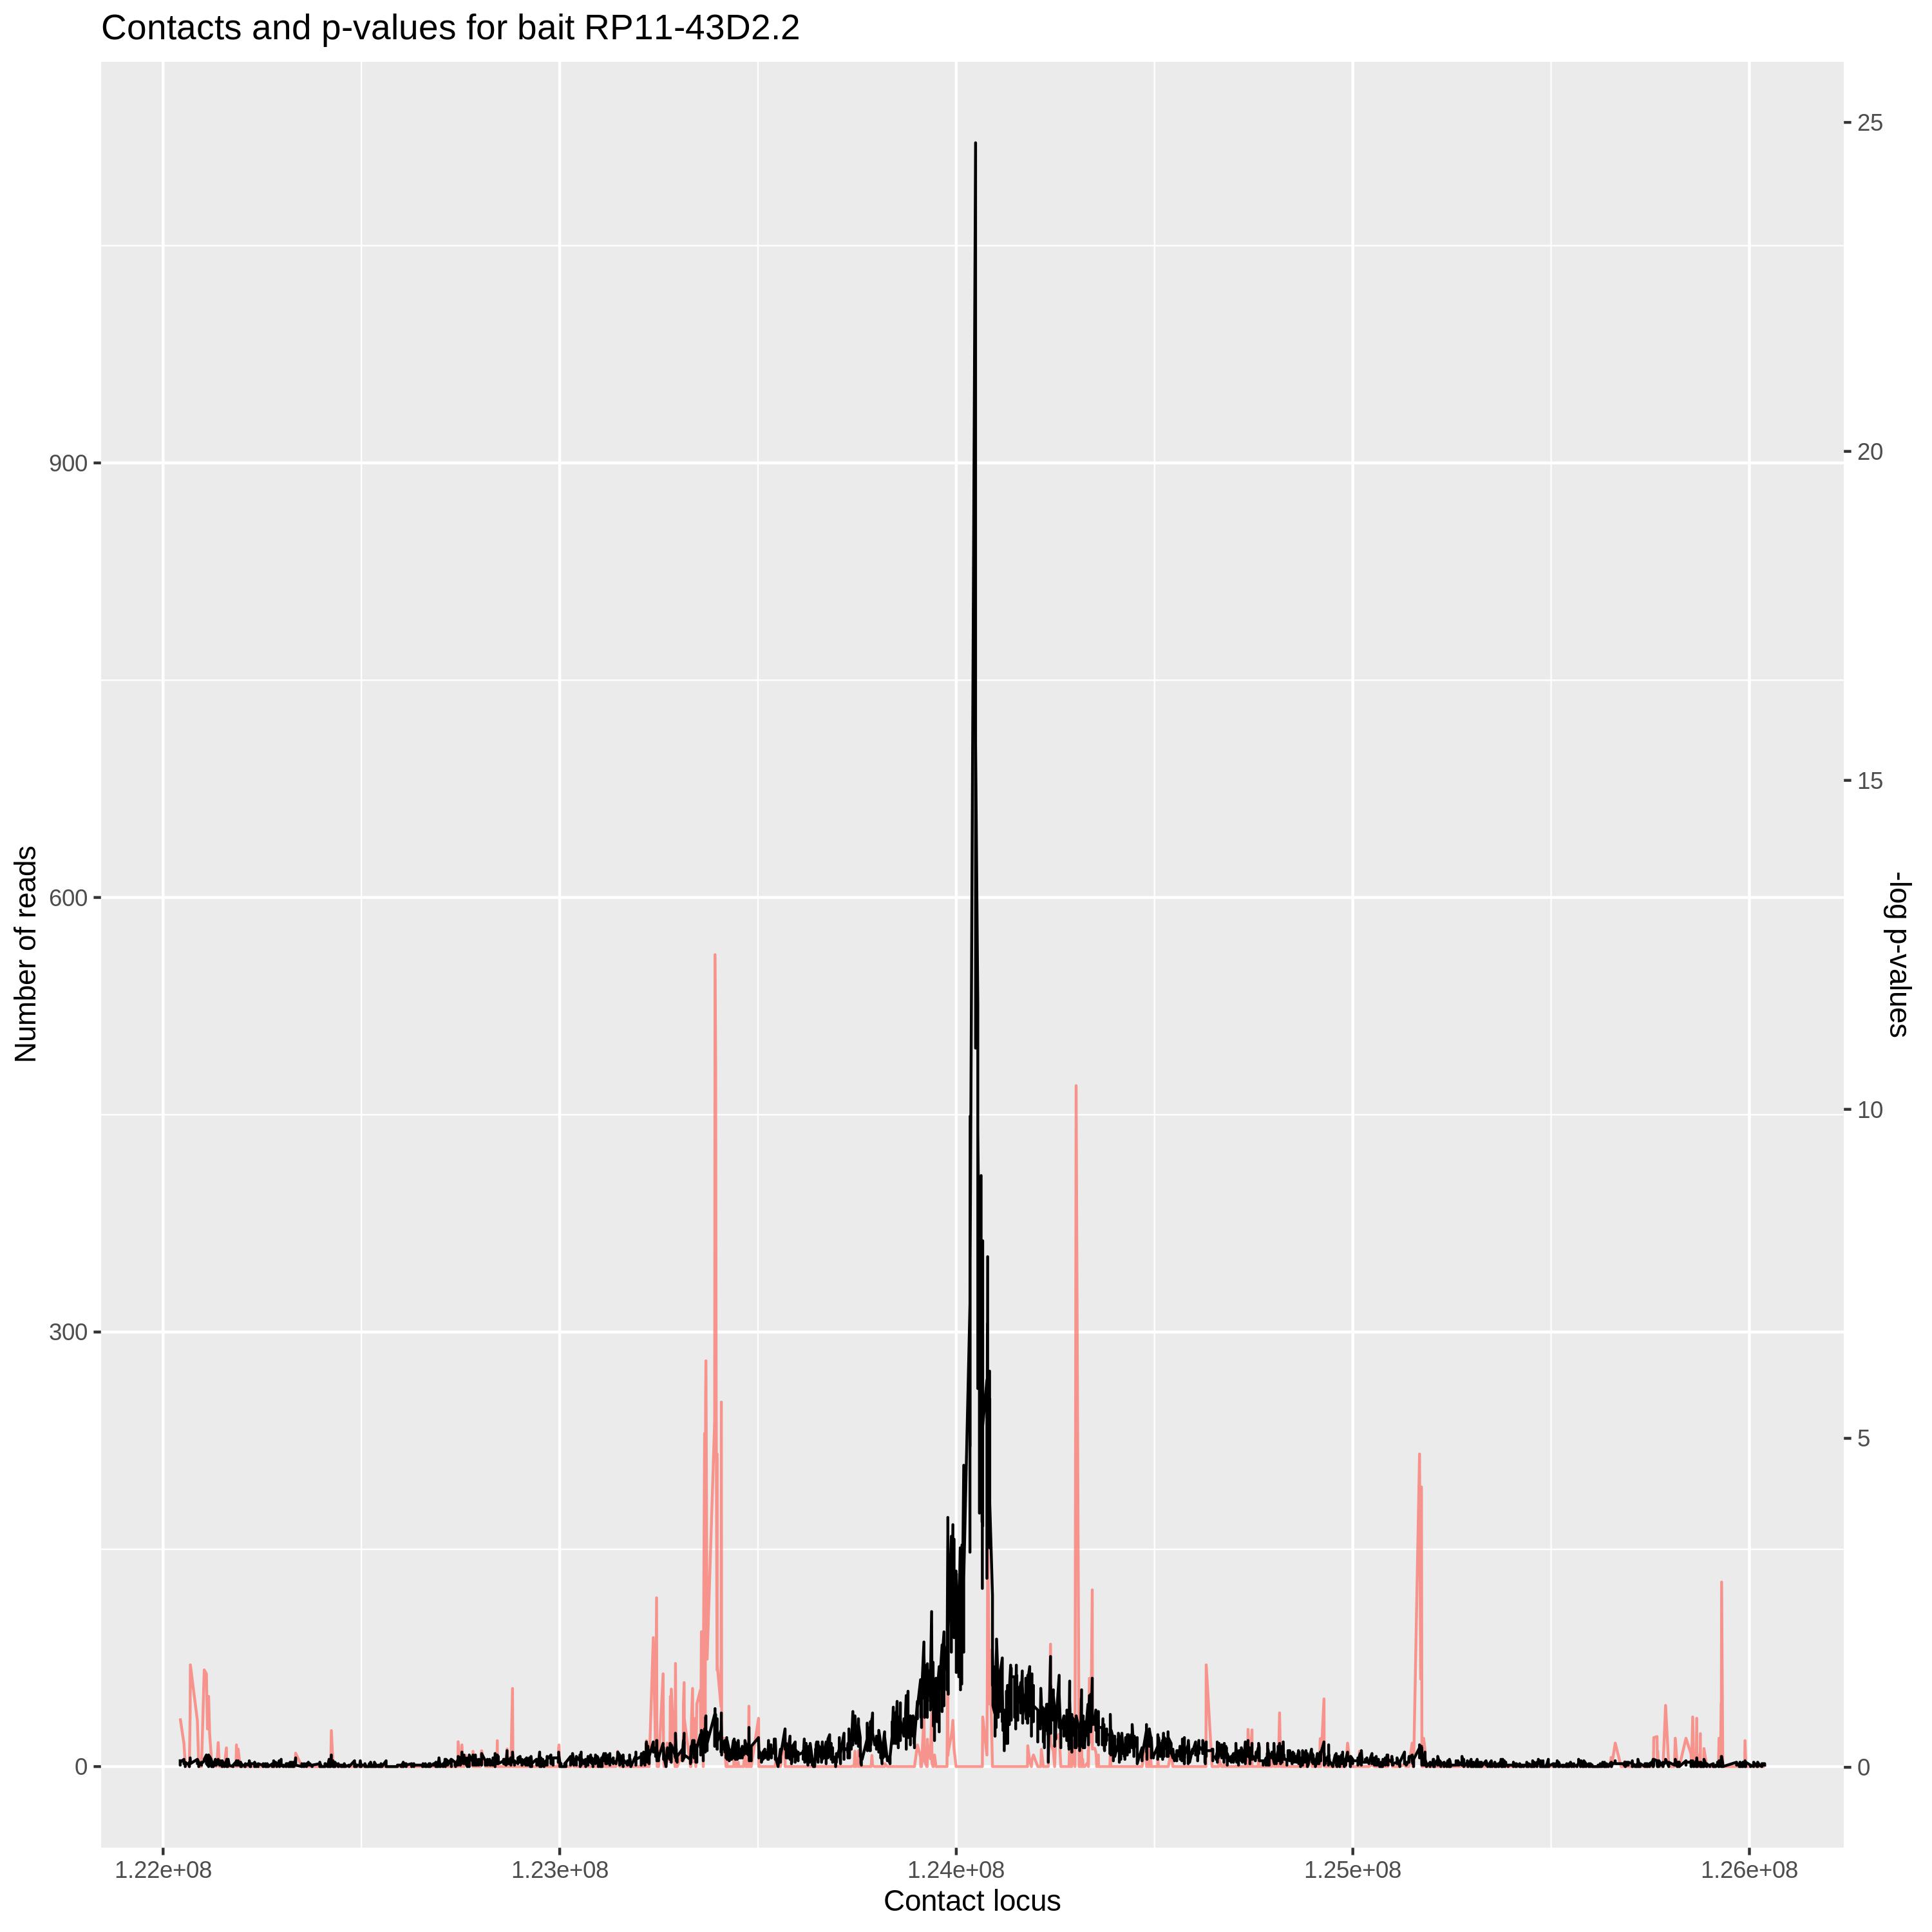 Contacts and p-values for bait RP11-43D2.2
Number of reads
900
600
300
0
25
20
15
10
5
0
-log p-values
1.22e+08
1.23e+08
1.24e+08
1.25e+08
1.26e+08
Contact locus